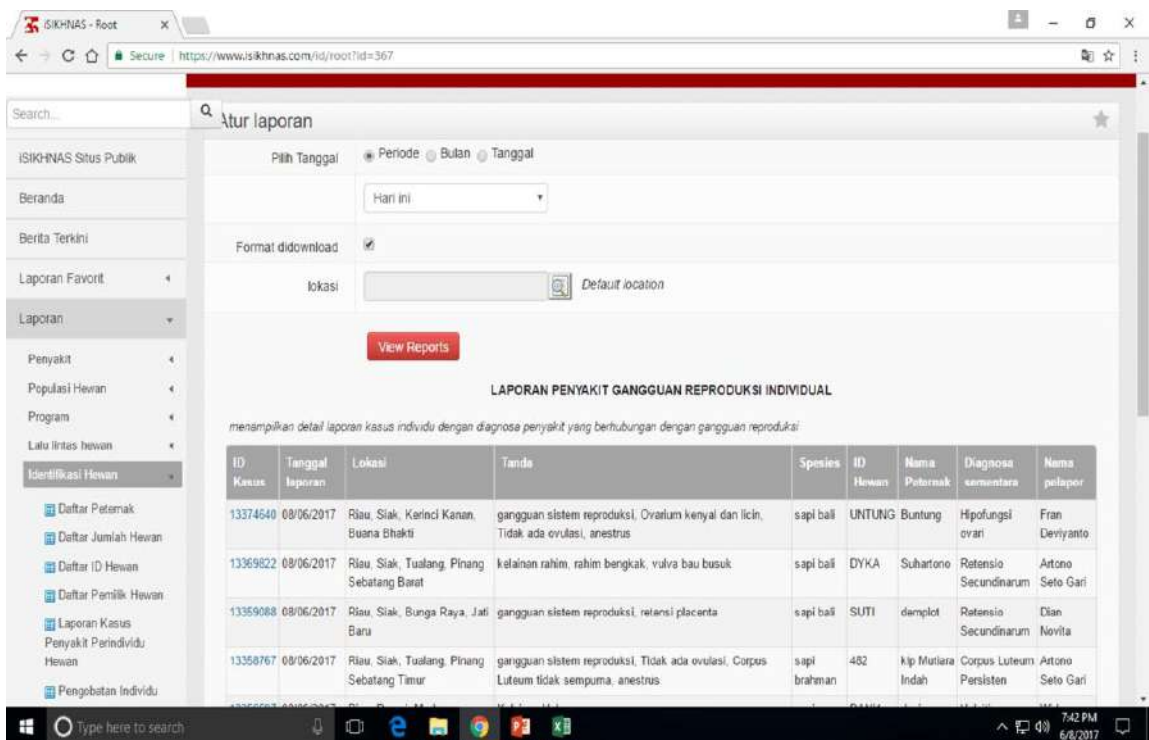 iSIKHNAS - Root
Secure https://www.isikhnas.com/id/root?id=367
Search...
Atur laporan
iSIKHNAS Situs Publik
Beranda
Berita Terkini
Laporan Favorit
Laporan
Penyakit
Populasi Hewan
Program
Lalu lintas hewan
Identifikasi Hewan
Daftar Peternak
Daftar Jumlah Hewan
Daftar ID Hewan
Daftar Pemilik Hewan
Laporan Kasus
Penyakit Perindividu
Hewan
Pengobatan Individu
Pilih Tanggal Periode Bulan Tanggal
Hari ini
Format didownload
lokasi Default location
View Reports
LAPORAN PENYAKIT GANGGUAN REPRODUKSI INDIVIDUAL
menampilkan detail laporan kasus individu dengan diagnosa penyakit yang berhubungan dengan gangguan reproduksi
ID Tanggal Lokasi Tanda Spesies ID Nama Diagnosa Nama
Kasus laporan Hewan Peternak sementara pelapor
13374640 08/06/2017 Riau, Siak, Kerinci Kanan, gangguan sistem reproduksi, Ovarium kenyal dan licin, sapi bali UNTUNG Buntung Hipofungsi Fran
Buana Bhakti Tidak ada ovulasi, anestrus ovari Deviyanto
13369822 08/06/2017 Riau, Siak, Tualang, Pinang kelainan rahim, rahim bengkak, vulva bau busuk sapi bali DYKA Suhartono Retensio Artono
Sebatang Barat Secundinarum Seto Gari
13359088 08/06/2017 Riau, Siak, Bunga Raya, Jati gangguan sistem reproduksi, retensi placenta sapi bali SUTI demplot Retensio Dian
Baru Secundinarum Novita
13358767 08/06/2017 Riau, Siak, Tualang, Pinang gangguan sistem reproduksi, Tidak ada ovulasi, Corpus sapi 482 klp Mutiara Corpus Luteum Artono
Sebatang Timur Luteum tidak sempurna, anestrus brahman Indah Persisten Seto Gari
Type here to search
7:42 PM
6/8/2017